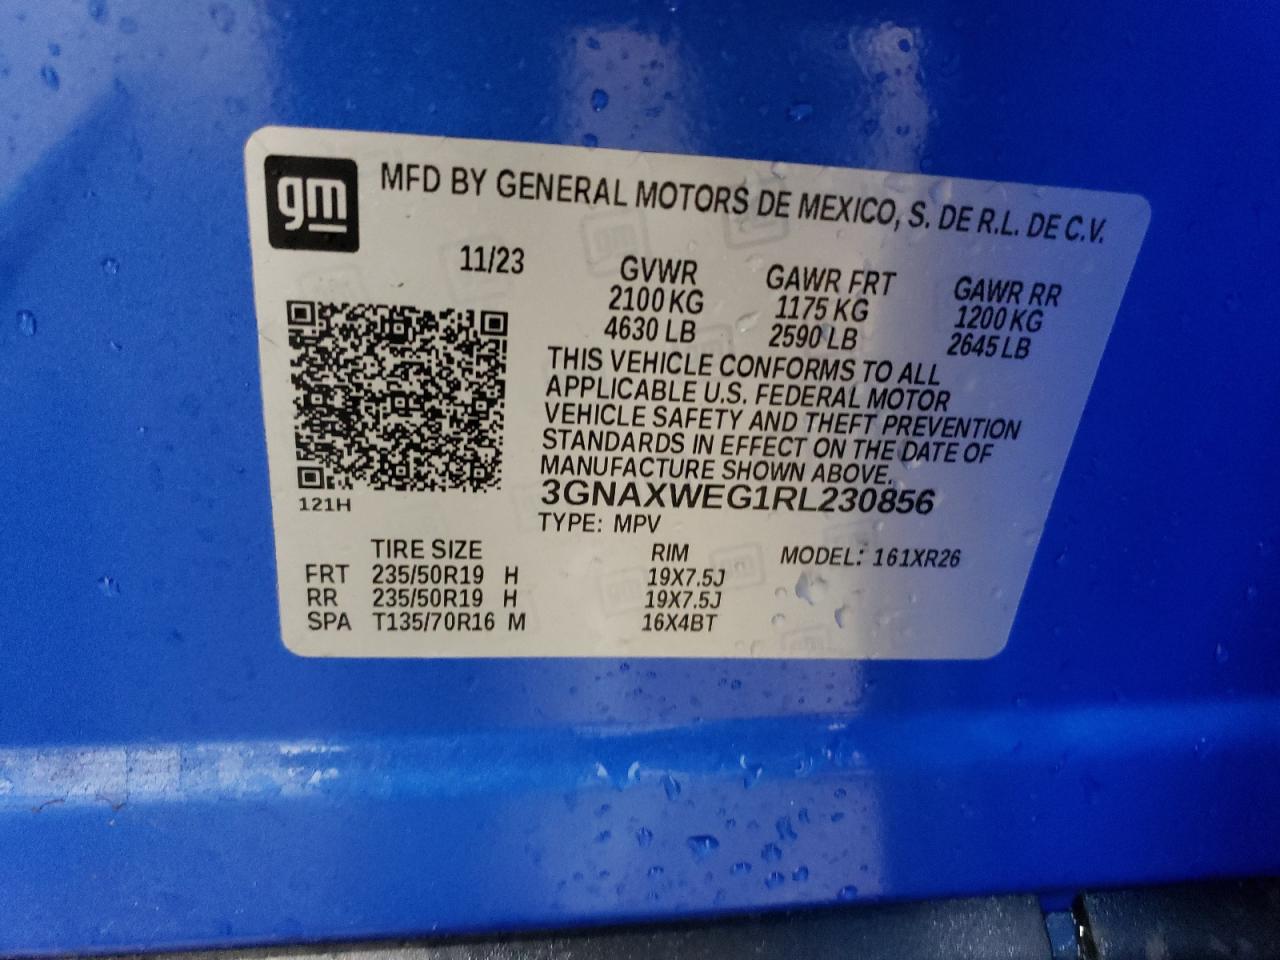 gm
MFD BY GENERAL MOTORS DE MEXICO, S. DE R.L. DE C.V.
11/23 GVWR GAWR FRT GAWR RR
2100 KG 1175 KG 1200 KG
4630 LB 2590 LB 2645 LB
THIS VEHICLE CONFORMS TO ALL
APPLICABLE U.S. FEDERAL MOTOR
VEHICLE SAFETY AND THEFT PREVENTION
STANDARDS IN EFFECT ON THE DATE OF
MANUFACTURE SHOWN ABOVE.
3GNAXWEG1RL230856
121H
TYPE: MPV
TIRE SIZE RIM MODEL: 161XR26
FRT 235/50R19 H 19X7.5J
RR 235/50R19 H 19X7.5J
SPA T135/70R16 M 16X4BT